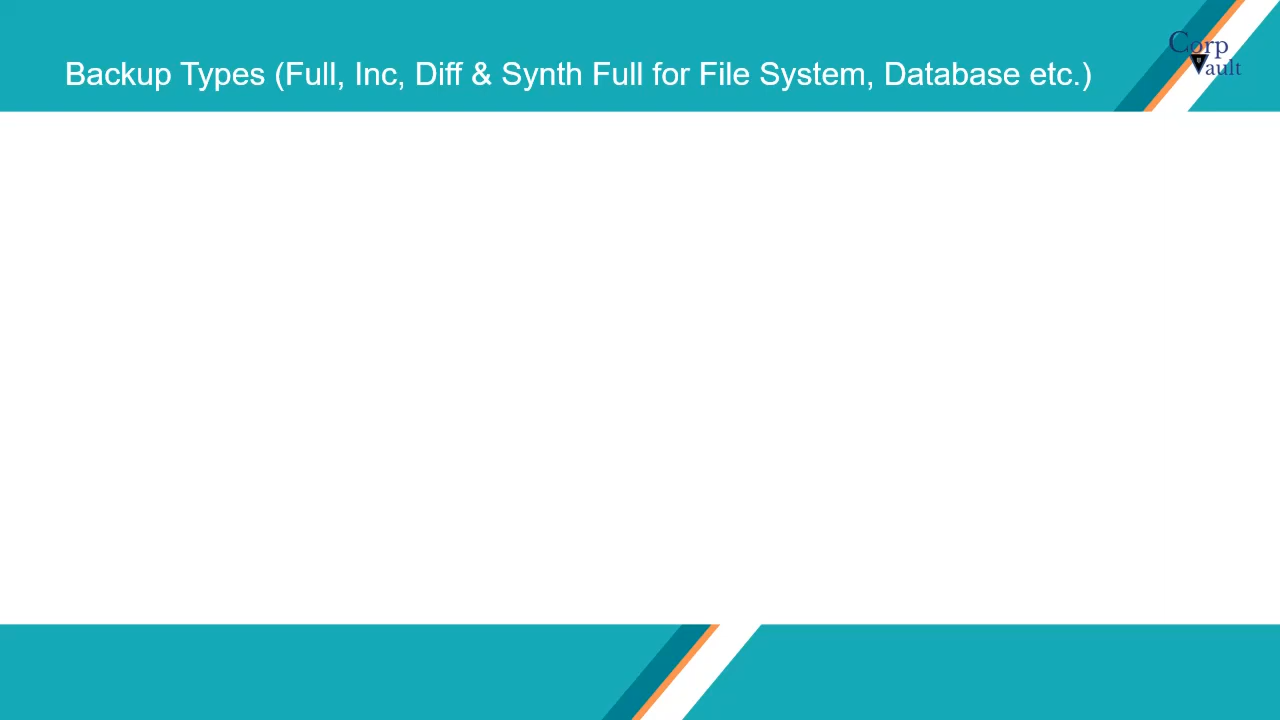 Backup Types (Full, Inc, Diff & Synth Full for File System, Database etc.)
Corp
Vault